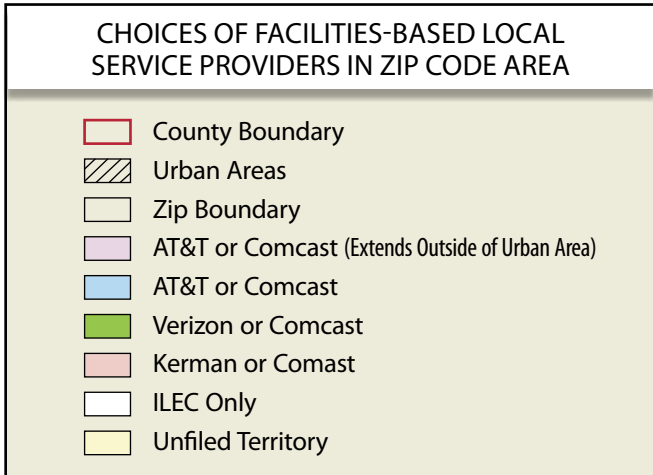 CHOICES OF FACILITIES-BASED LOCAL
SERVICE PROVIDERS IN ZIP CODE AREA
County Boundary
Urban Areas
Zip Boundary
AT&T or Comcast (Extends Outside of Urban Area)
AT&T or Comcast
Verizon or Comcast
Kerman or Comast
ILEC Only
Unfiled Territory